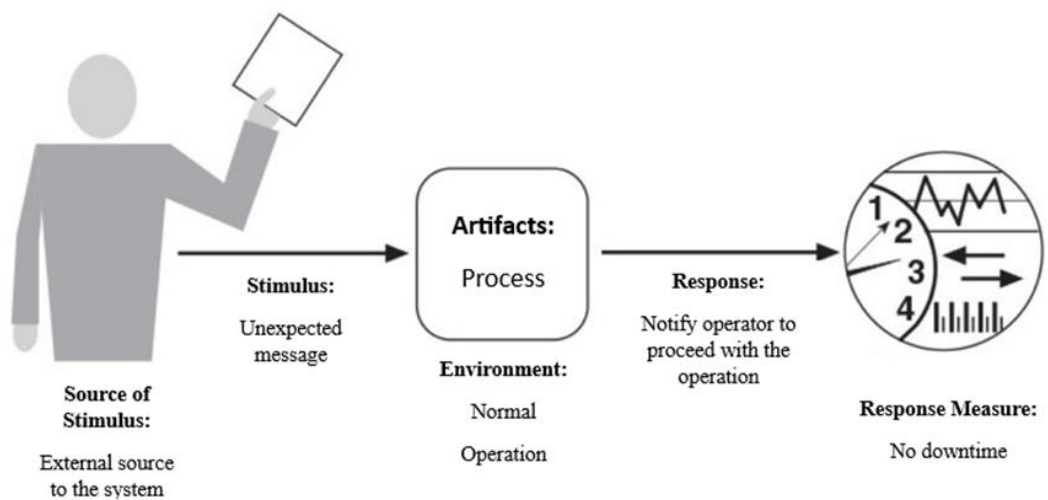 Source of
Stimulus:
External source
to the system
Stimulus:
Unexpected
message
Artifacts:
Process
Environment:
Normal
Operation
Response:
Notify operator to
proceed with the
operation
1
2
3
4
Response Measure:
No downtime